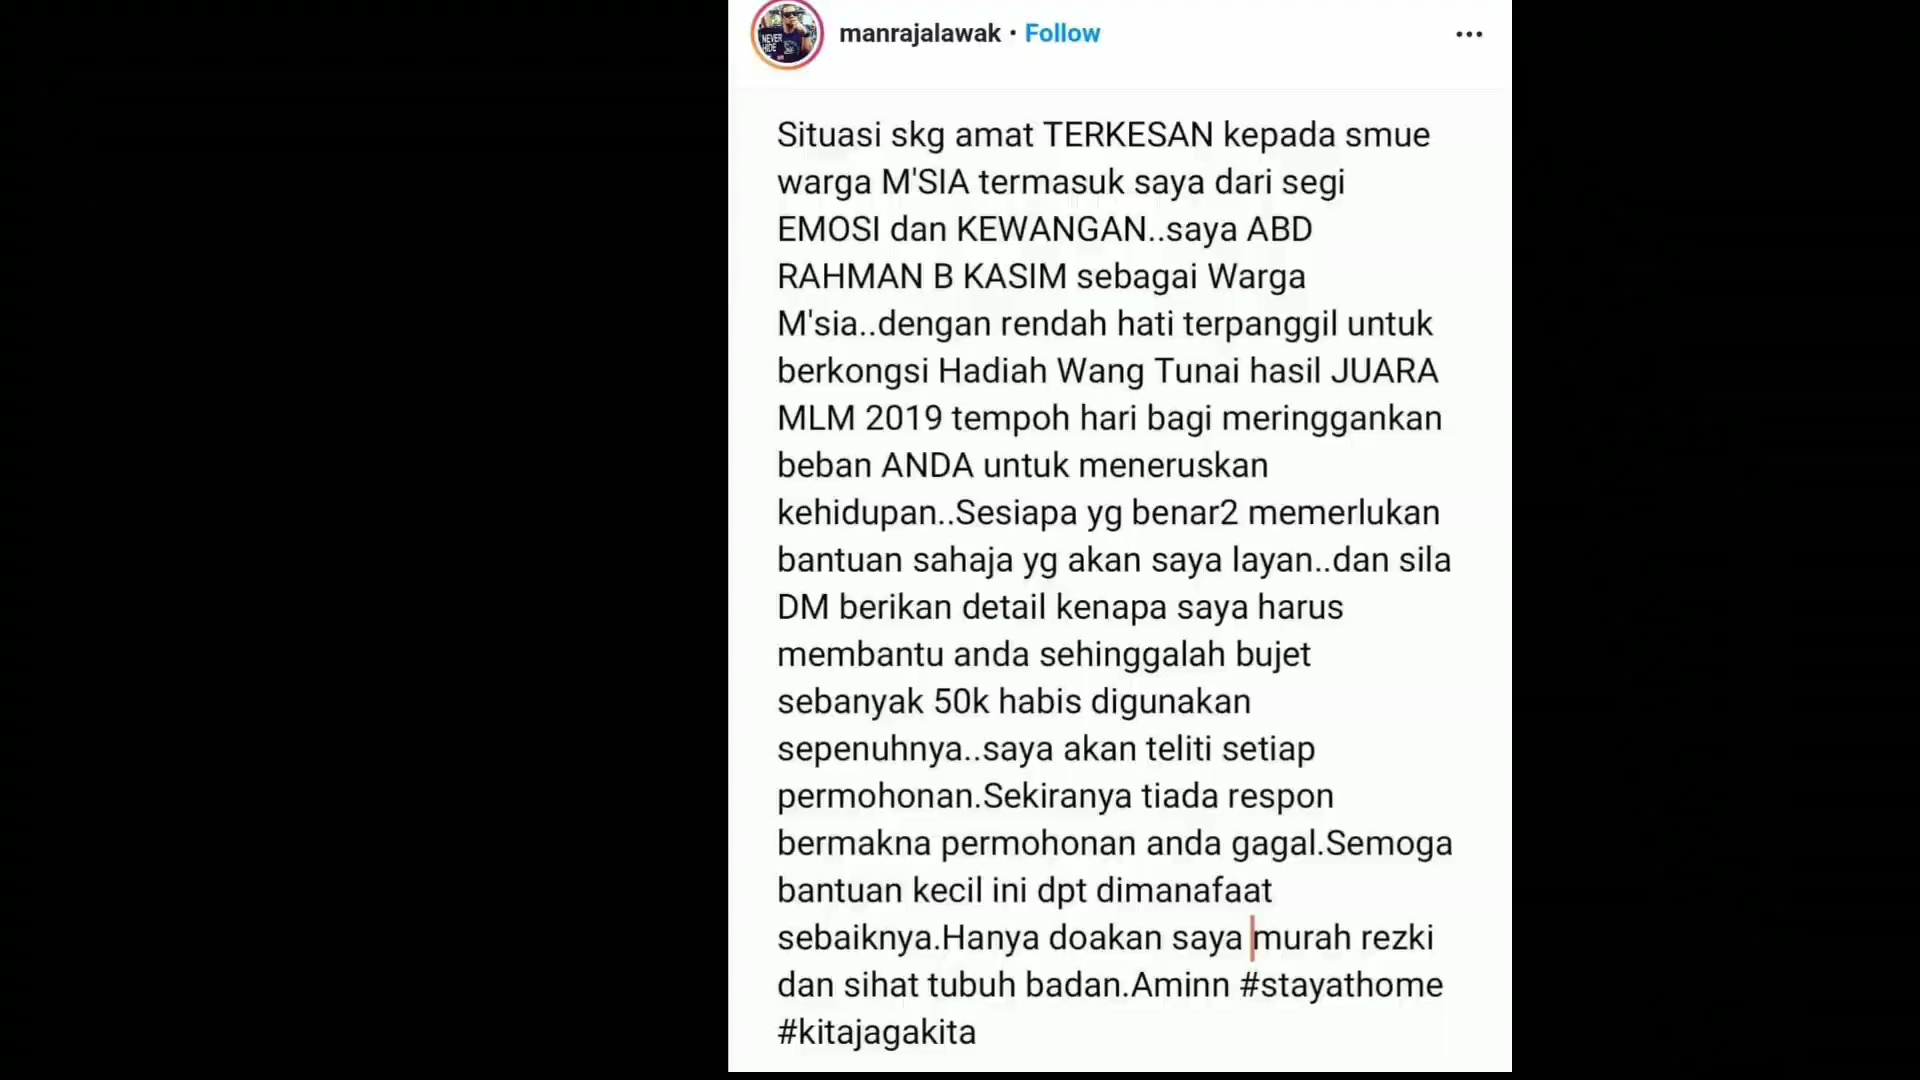 manrajalawak • Follow
NEVER
HIDE
Situasi skg amat TERKESAN kepada smue
warga M'SIA termasuk saya dari segi
EMOSI dan KEWANGAN..saya ABD
RAHMAN B KASIM sebagai Warga
M'sia..dengan rendah hati terpanggil untuk
berkongsi Hadiah Wang Tunai hasil JUARA
MLM 2019 tempoh hari bagi meringgankan
beban ANDA untuk meneruskan
kehidupan..Sesiapa yg benar2 memerlukan
bantuan sahaja yg akan saya layan..dan sila
DM berikan detail kenapa saya harus
membantu anda sehinggalah bujet
sebanyak 50k habis digunakan
sepenuhnya..saya akan teliti setiap
permohonan.Sekiranya tiada respon
bermakna permohonan anda gagal.Semoga
bantuan kecil ini dpt dimanafaat
sebaiknya.Hanya doakan saya murah rezki
dan sihat tubuh badan.Aminn #stayathome
#kitajagakita